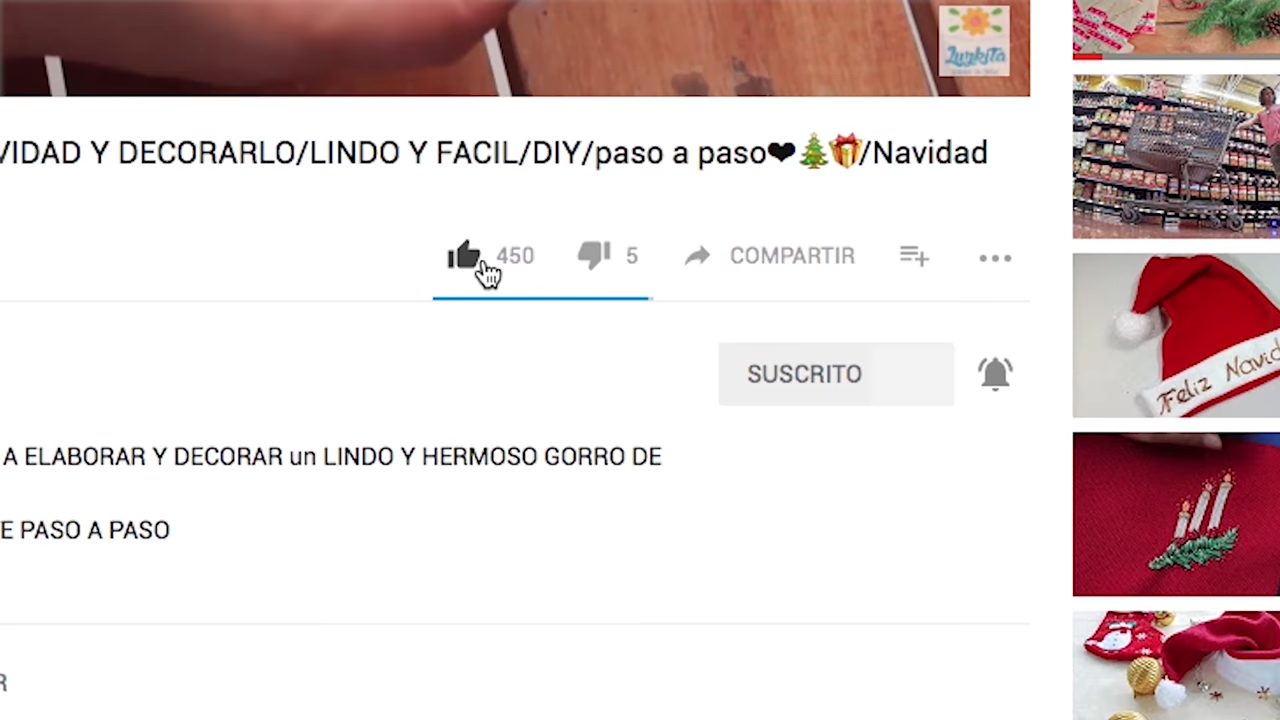 Luzkita
VIDAD Y DECORARLO/LINDO Y FACIL/DIY/paso a paso❤🎄🎁/Navidad
450 5 COMPARTIR
SUSCRITO
Feliz Navid
A ELABORAR Y DECORAR un LINDO Y HERMOSO GORRO DE
E PASO A PASO
R